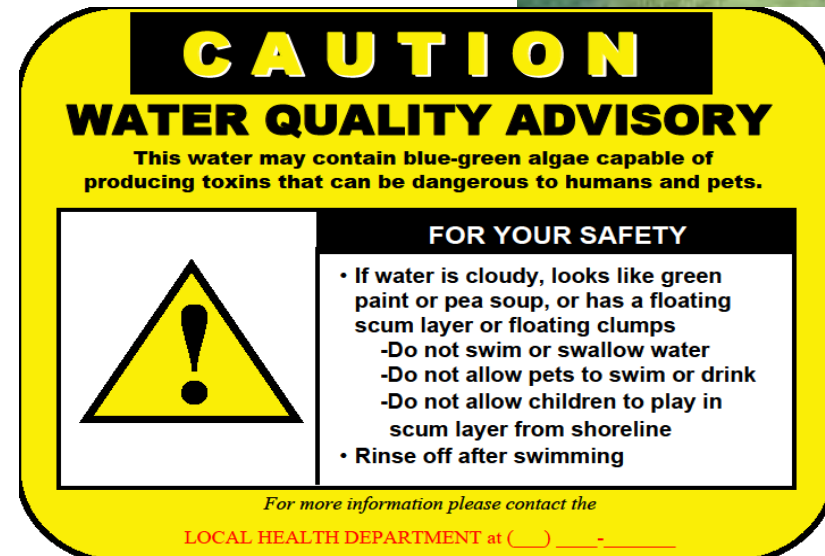 CAUTION
WATER QUALITY ADVISORY
This water may contain blue-green algae capable of
producing toxins that can be dangerous to humans and pets.
!
FOR YOUR SAFETY
• If water is cloudy, looks like green
paint or pea soup, or has a floating
scum layer or floating clumps
-Do not swim or swallow water
-Do not allow pets to swim or drink
-Do not allow children to play in
scum layer from shoreline
• Rinse off after swimming
For more information please contact the
LOCAL HEALTH DEPARTMENT at (___) ____-_______